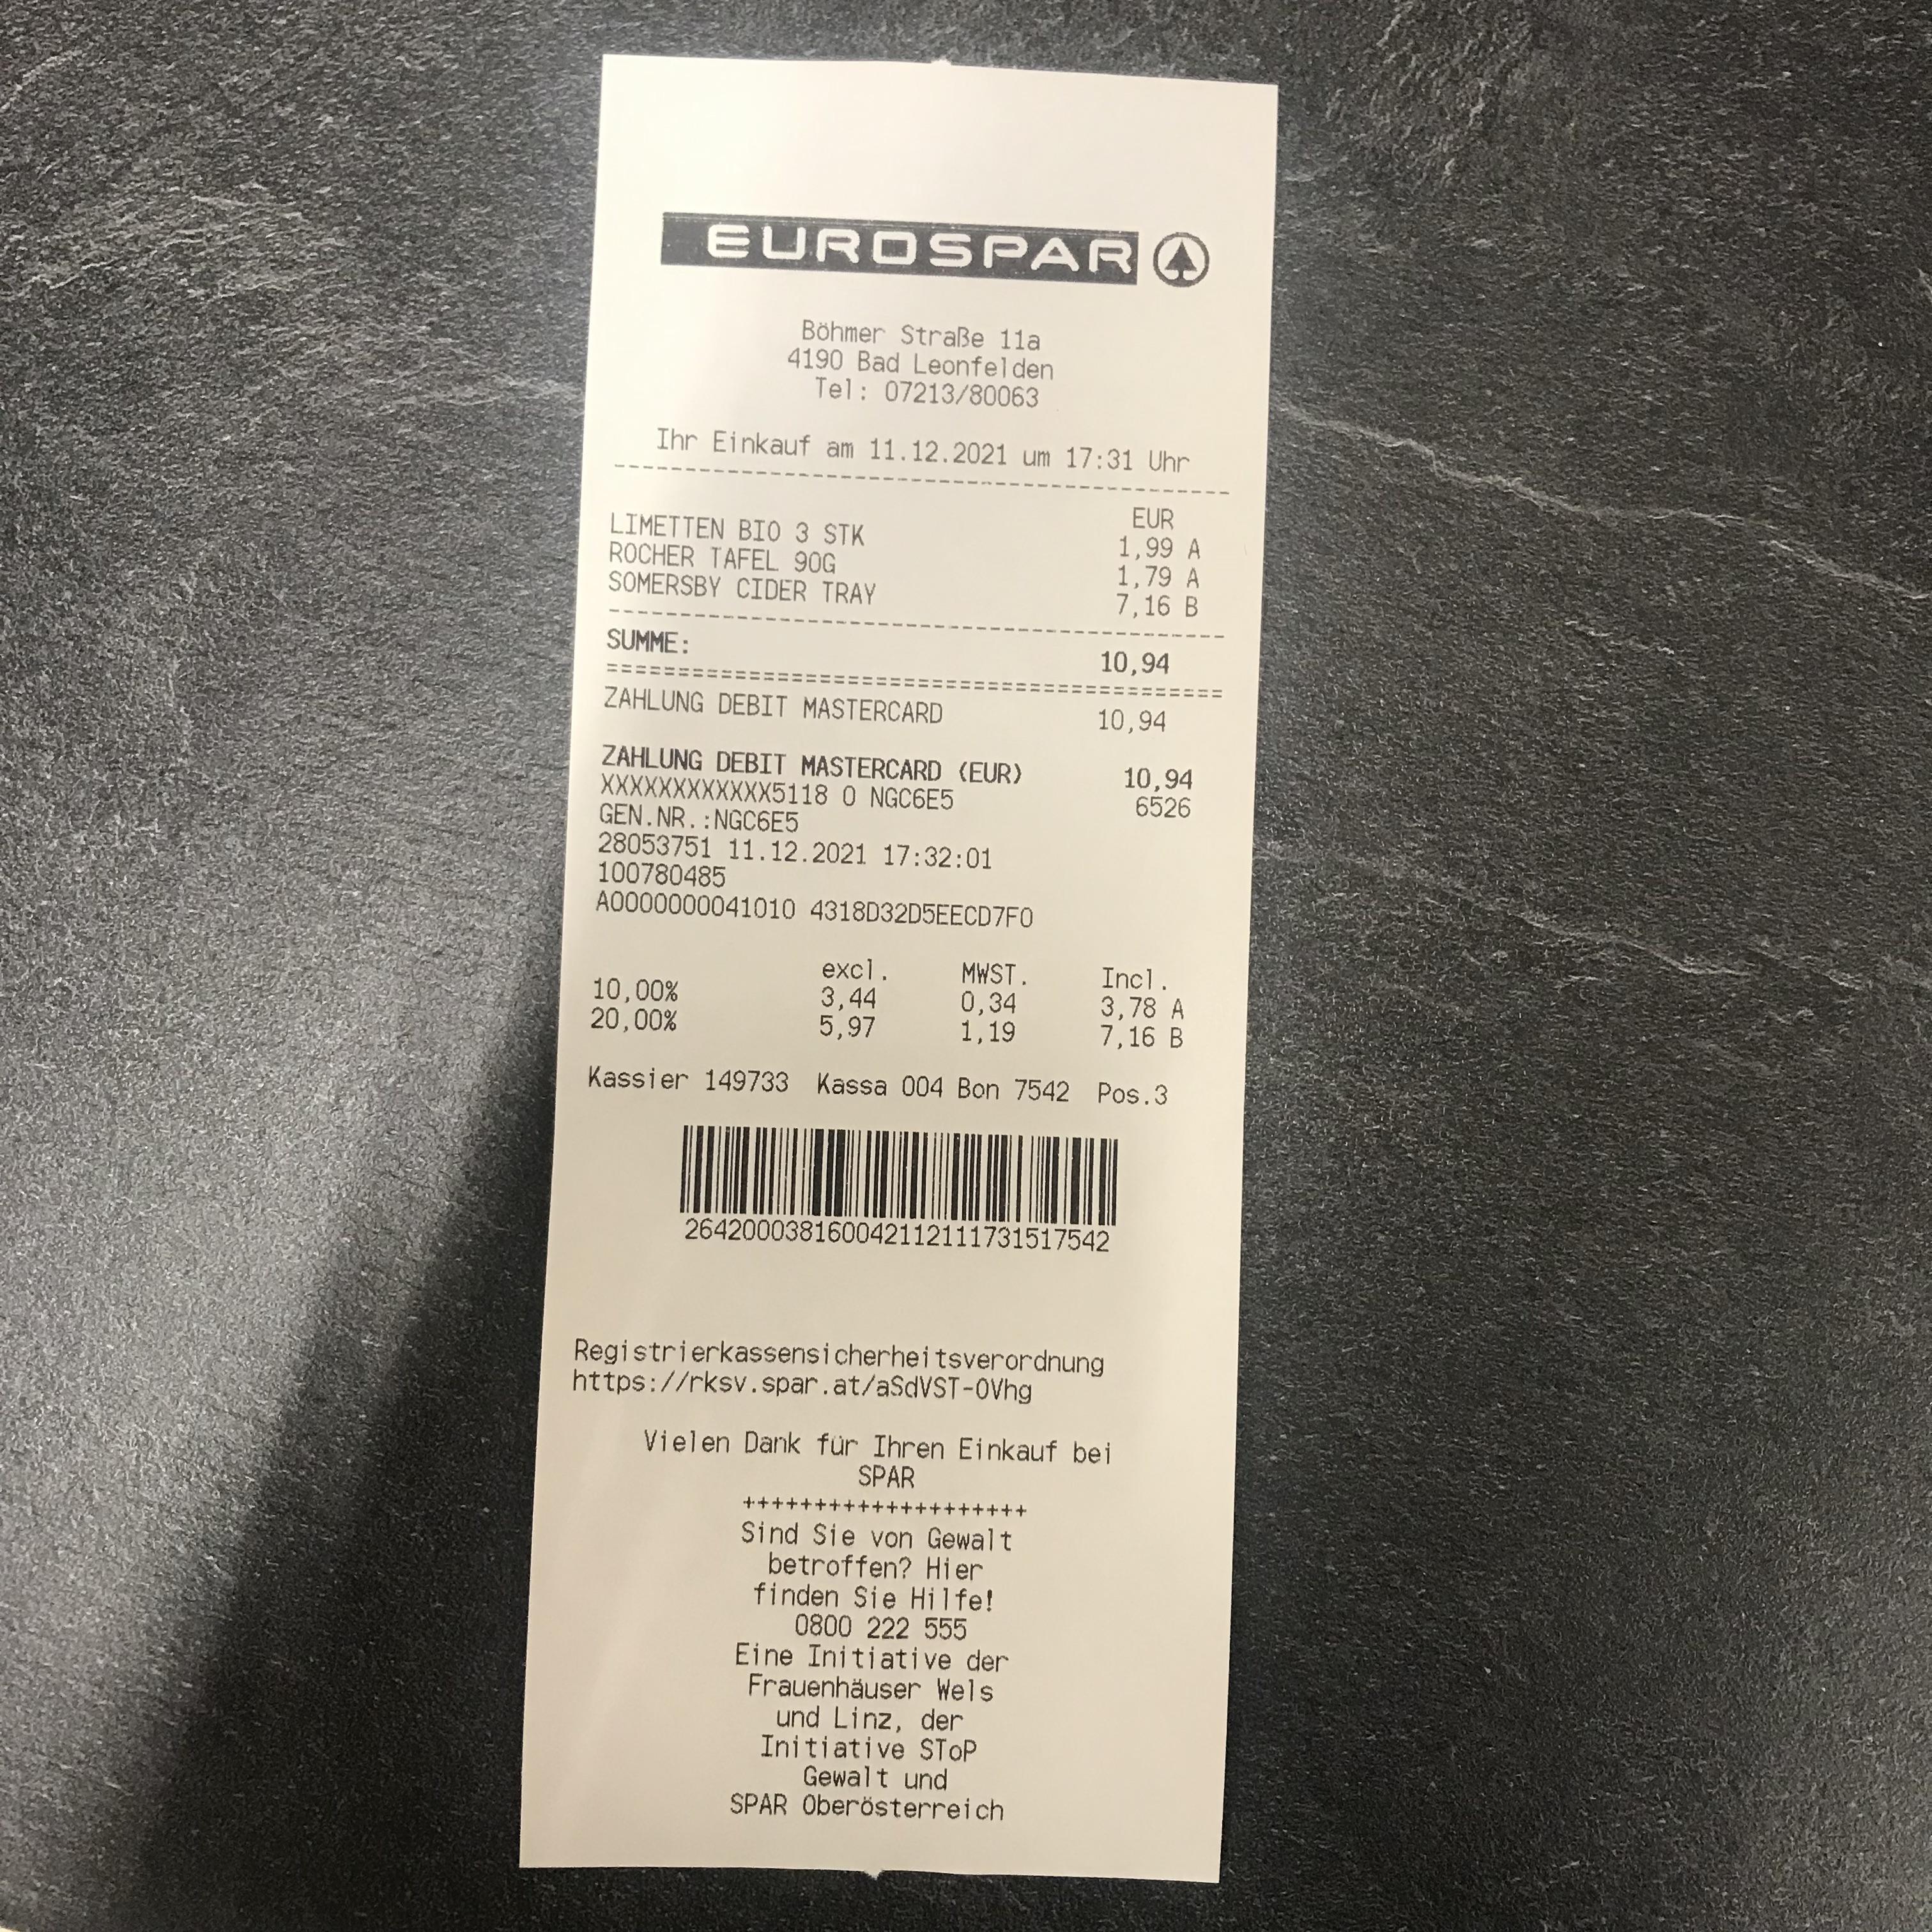 EUROSPAR
Böhmer Straße 11a
4190 Bad Leonfelden
Tel: 07213/80063
Ihr Einkauf am 11.12.2021 um 17:31 Uhr
--------------------------------------------
EUR
LIMETTEN BIO 3 STK 1,99 A
ROCHER TAFEL 90G 1,79 A
SOMERSBY CIDER TRAY 7,16 B
--------------------------------------------
SUMME: 10,94
============================================
ZAHLUNG DEBIT MASTERCARD 10,94
ZAHLUNG DEBIT MASTERCARD (EUR) 10,94
XXXXXXXXXXXX5118 0 NGC6E5 6526
GEN.NR.:NGC6E5
28053751 11.12.2021 17:32:01
100780485
A0000000041010 4318D32D5EECD7F0
excl. MWST. Incl.
10,00% 3,44 0,34 3,78 A
20,00% 5,97 1,19 7,16 B
Kassier 149733 Kassa 004 Bon 7542 Pos.3
264200038160042112111731517542
Registrierkassensicherheitsverordnung
https://rksv.spar.at/aSdVST-OVhg
Vielen Dank für Ihren Einkauf bei
SPAR
++++++++++++++++++++
Sind Sie von Gewalt
betroffen? Hier
finden Sie Hilfe!
0800 222 555
Eine Initiative der
Frauenhäuser Wels
und Linz, der
Initiative SToP
Gewalt und
SPAR Oberösterreich